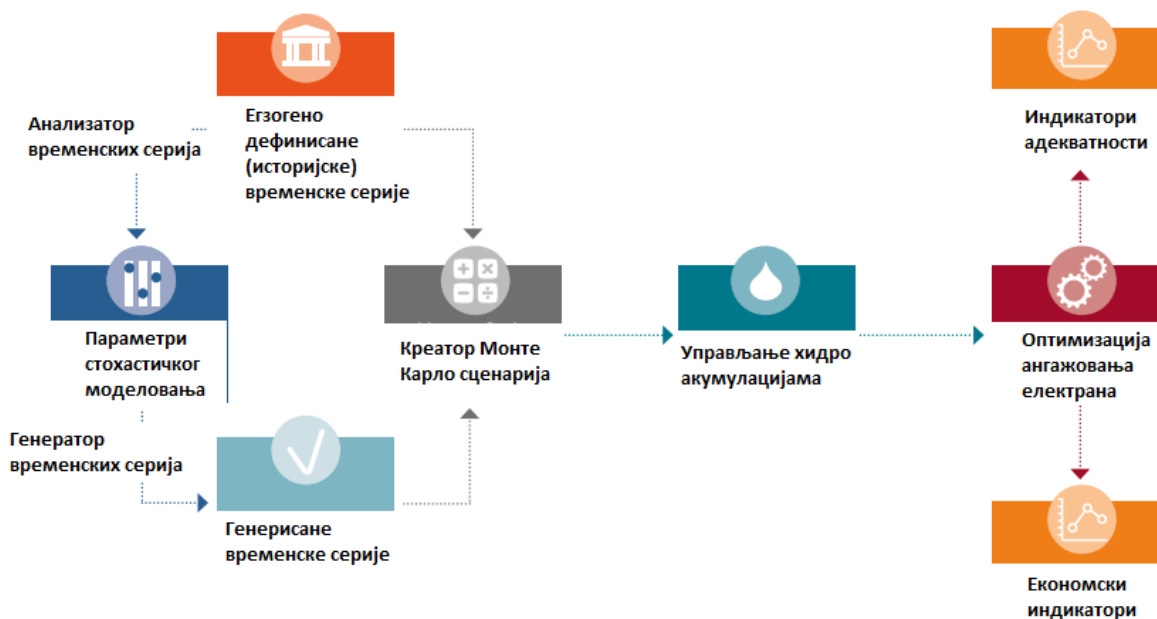 Егзогено
дефинисане
(историјске)
временске серије
Анализатор
временских серија
Индикатори
адекватности
Параметри
стохастичког
моделовања
Креатор Монте
Карло сценарија
Управљање хидро
акумулацијама
Оптимизација
ангажовања
електрана
Генератор
временских серија
Генерисане
временске серије
Економски
индикатори